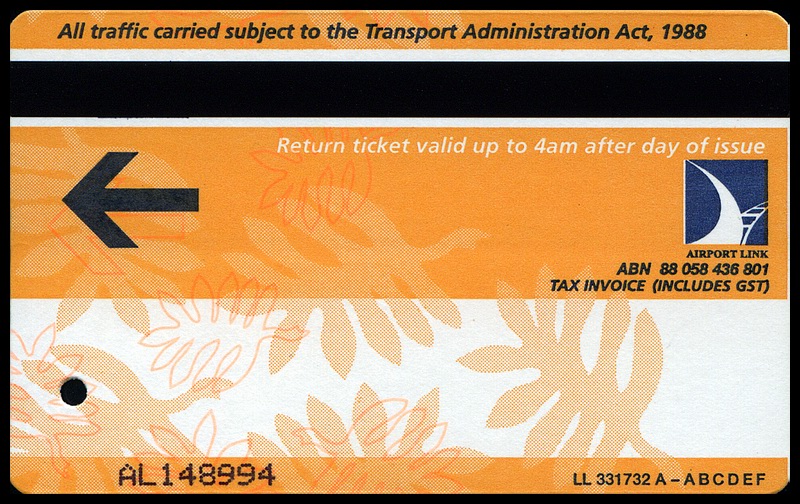 All traffic carried subject to the Transport Administration Act, 1988
Return ticket valid up to 4am after day of issue
AIRPORT LINK
ABN 88 058 436 801
TAX INVOICE (INCLUDES GST)
AL148994
LL 331732 A – ABCDEF